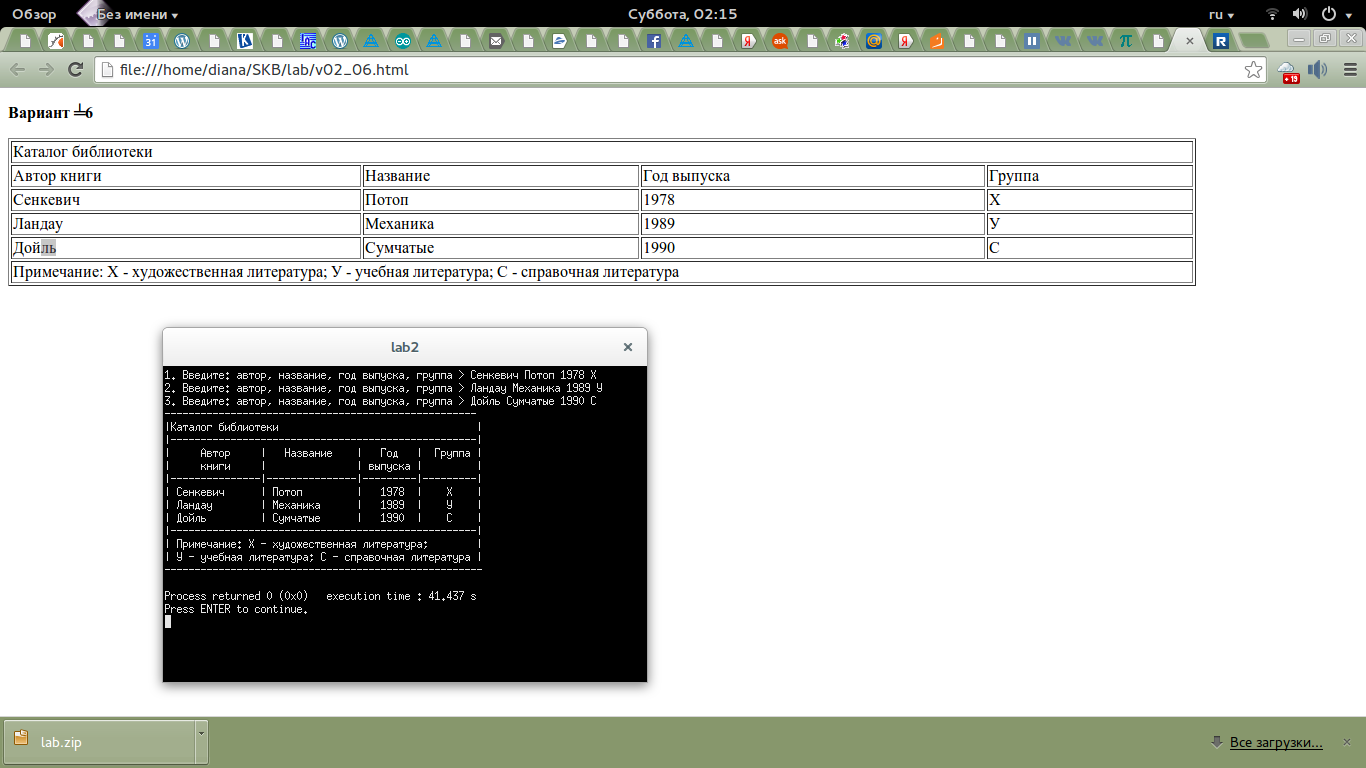 Обзор Без имени Суббота, 02:15 ru
file:///home/diana/SKB/lab/v02_06.html
+ 19
Вариант ╧6
Каталог библиотеки
Автор книги Название Год выпуска Группа
Сенкевич Потоп 1978 Х
Ландау Механика 1989 У
Дойль Сумчатые 1990 С
Примечание: Х - художественная литература; У - учебная литература; С - справочная литература
lab2
1. Введите: автор, название, год выпуска, группа > Сенкевич Потоп 1978 Х
2. Введите: автор, название, год выпуска, группа > Ландау Механика 1989 У
3. Введите: автор, название, год выпуска, группа > Дойль Сумчатые 1990 С
----------------------------------------------------
|Каталог библиотеки |
|---------------------------------------------------|
| Автор | Название | Год | Группа |
| книги | | выпуска | |
|---------------|---------------|---------|---------|
| Сенкевич | Потоп | 1978 | Х |
| Ландау | Механика | 1989 | У |
| Дойль | Сумчатые | 1990 | С |
|---------------------------------------------------|
| Примечание: Х - художественная литература; |
| У - учебная литература; С - справочная литература |
-----------------------------------------------------
Process returned 0 (0x0) execution time : 41.437 s
Press ENTER to continue.
lab.zip Все загрузки...